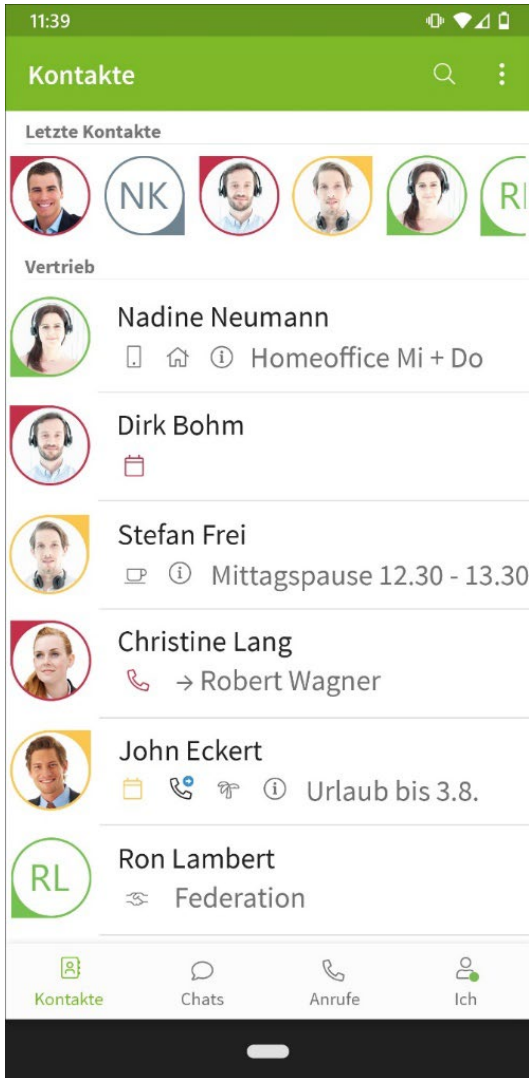 11:39
Kontakte
Letzte Kontakte
NK
Vertrieb
Nadine Neumann
Homeoffice Mi + Do
Dirk Bohm
Stefan Frei
Mittagspause 12.30 - 13.30
Christine Lang
→ Robert Wagner
John Eckert
Urlaub bis 3.8.
RL
Ron Lambert
Federation
Kontakte
Chats
Anrufe
Ich